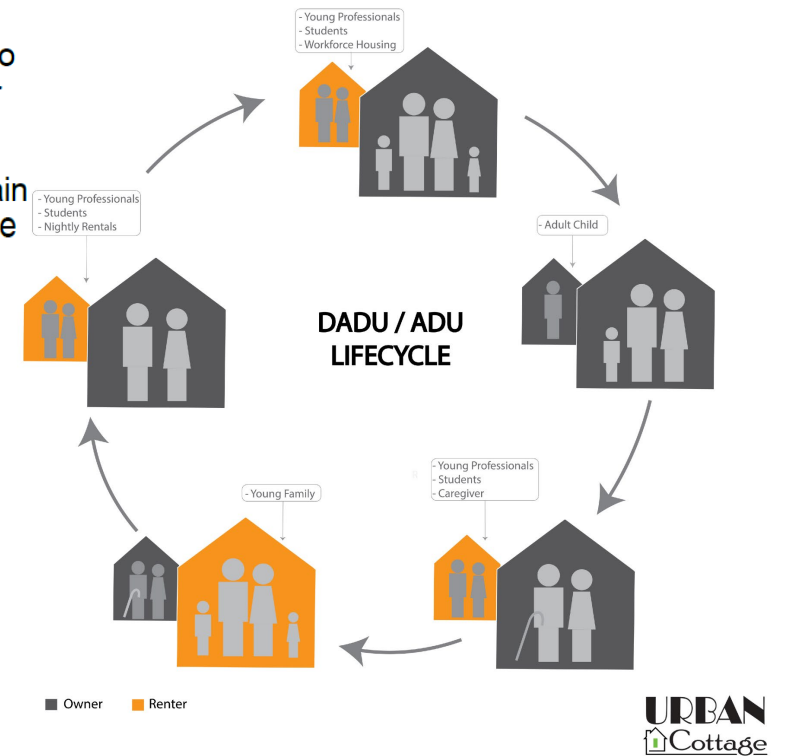 - Young Professionals
- Students
- Workforce Housing
- Young Professionals
- Students
- Nightly Rentals
- Adult Child
DADU / ADU
LIFECYCLE
- Young Professionals
- Students
- Caregiver
- Young Family
Owner
Renter
URBAN
Cottage